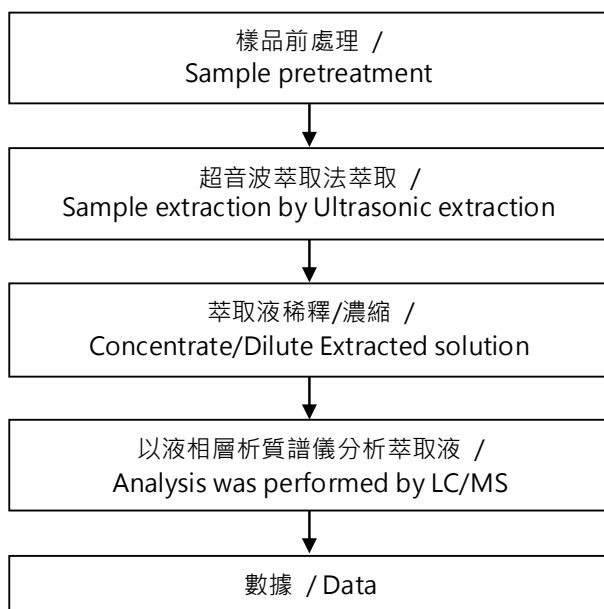 樣品前處理 /
Sample pretreatment
超音波萃取法萃取 /
Sample extraction by Ultrasonic extraction
萃取液稀釋/濃縮 /
Concentrate/Dilute Extracted solution
以液相層析質譜儀分析萃取液 /
Analysis was performed by LC/MS
數據 / Data